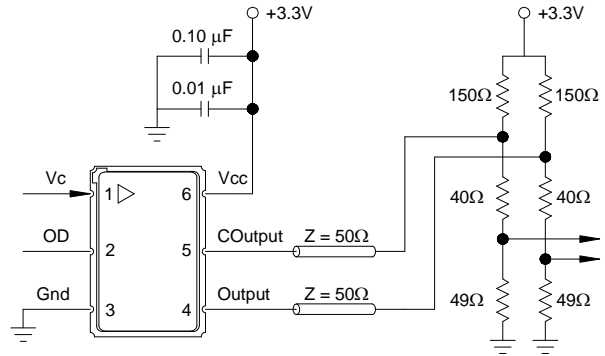 +3.3V
+3.3V
0.10 µF
0.01 µF
150Ω
150Ω
Vc
1
6
Vcc
40Ω
40Ω
OD
2
5
COutput
Z = 50Ω
Gnd
3
4
Output
Z = 50Ω
49Ω
49Ω